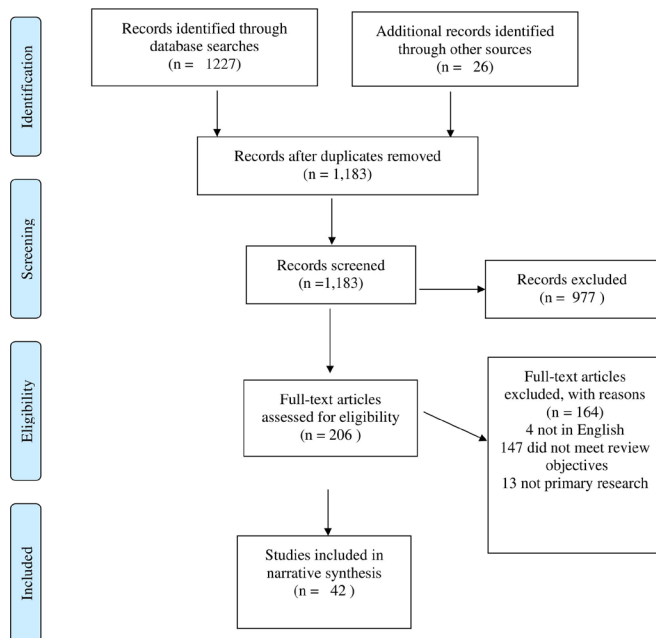 Identification
Records identified through
database searches
(n = 1227)
Additional records identified
through other sources
(n = 26)
Records after duplicates removed
(n = 1,183)
Screening
Records screened
(n =1,183)
Records excluded
(n = 977 )
Eligibility
Full-text articles
assessed for eligibility
(n = 206 )
Full-text articles
excluded, with reasons
(n = 164)
4 not in English
147 did not meet review
objectives
13 not primary research
Included
Studies included in
narrative synthesis
(n = 42 )